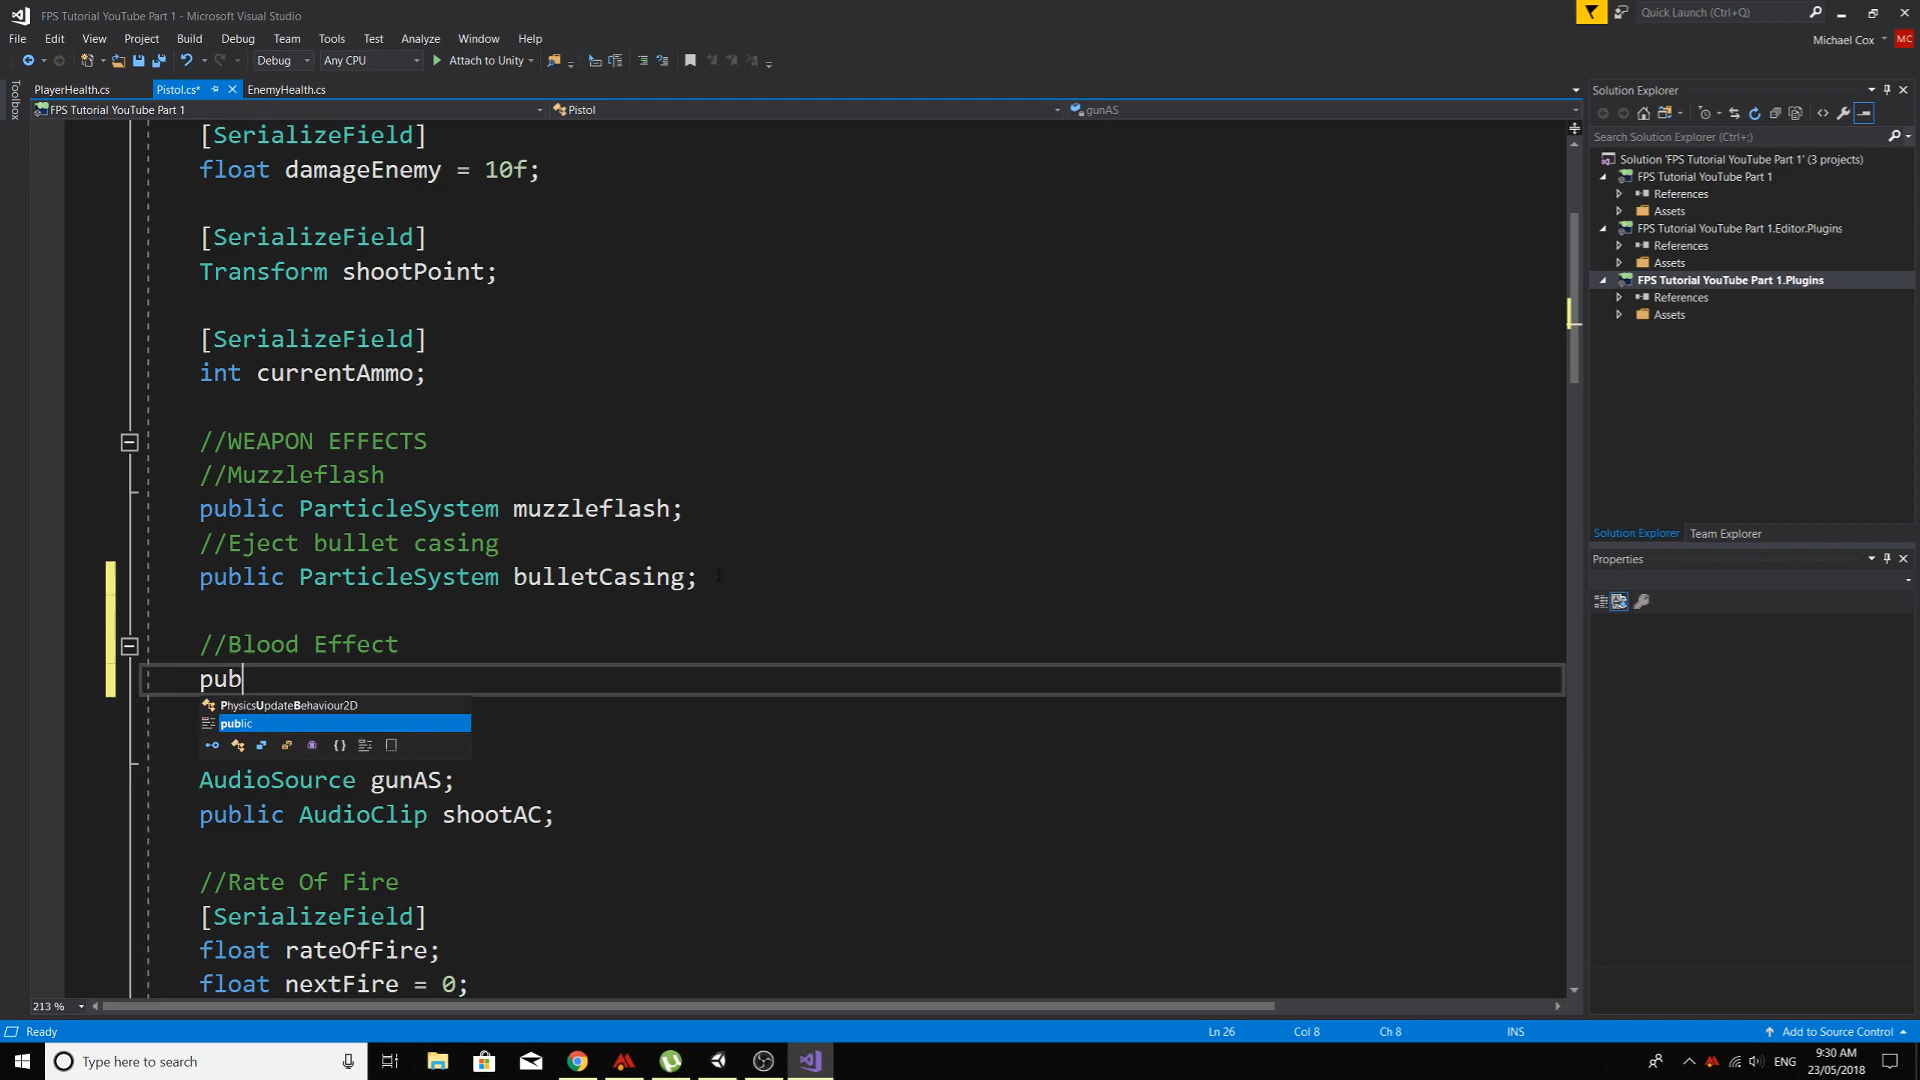 FPS Tutorial YouTube Part 1 - Microsoft Visual Studio
Quick Launch (Ctrl+Q)
File Edit View Project Build Debug Team Tools Test Analyze Window Help
Michael Cox MC
Debug Any CPU Attach to Unity
Toolbox
PlayerHealth.cs Pistol.cs* EnemyHealth.cs
FPS Tutorial YouTube Part 1 Pistol gunAS
[SerializeField]
float damageEnemy = 10f;
[SerializeField]
Transform shootPoint;
[SerializeField]
int currentAmmo;
//WEAPON EFFECTS
//Muzzleflash
public ParticleSystem muzzleflash;
//Eject bullet casing
public ParticleSystem bulletCasing;
//Blood Effect
pub
PhysicsUpdateBehaviour2D
public
AudioSource gunAS;
public AudioClip shootAC;
//Rate Of Fire
[SerializeField]
float rateOfFire;
float nextFire = 0;
213 %
Solution Explorer
Search Solution Explorer (Ctrl+;)
Solution 'FPS Tutorial YouTube Part 1' (3 projects)
FPS Tutorial YouTube Part 1
References
Assets
FPS Tutorial YouTube Part 1.Editor.Plugins
References
Assets
FPS Tutorial YouTube Part 1.Plugins
References
Assets
Solution Explorer Team Explorer
Properties
Ready Ln 26 Col 8 Ch 8 INS Add to Source Control
Type here to search
ENG
9:30 AM
23/05/2018